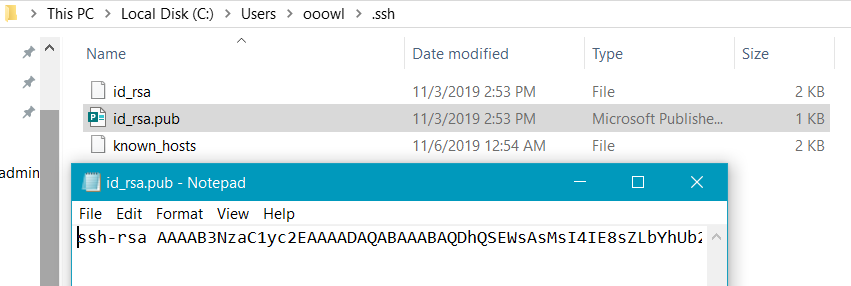 This PC > Local Disk (C:) > Users > ooowl > .ssh
Name Date modified Type Size
id_rsa 11/3/2019 2:53 PM File 2 KB
id_rsa.pub 11/3/2019 2:53 PM Microsoft Publishe... 1 KB
known_hosts 11/6/2019 12:54 AM File 2 KB
admin
id_rsa.pub - Notepad
File Edit Format View Help
ssh-rsa AAAAB3NzaC1yc2EAAAADAQABAAABAQDhQSEWsAsMsI4IE8sZLbYhUb2